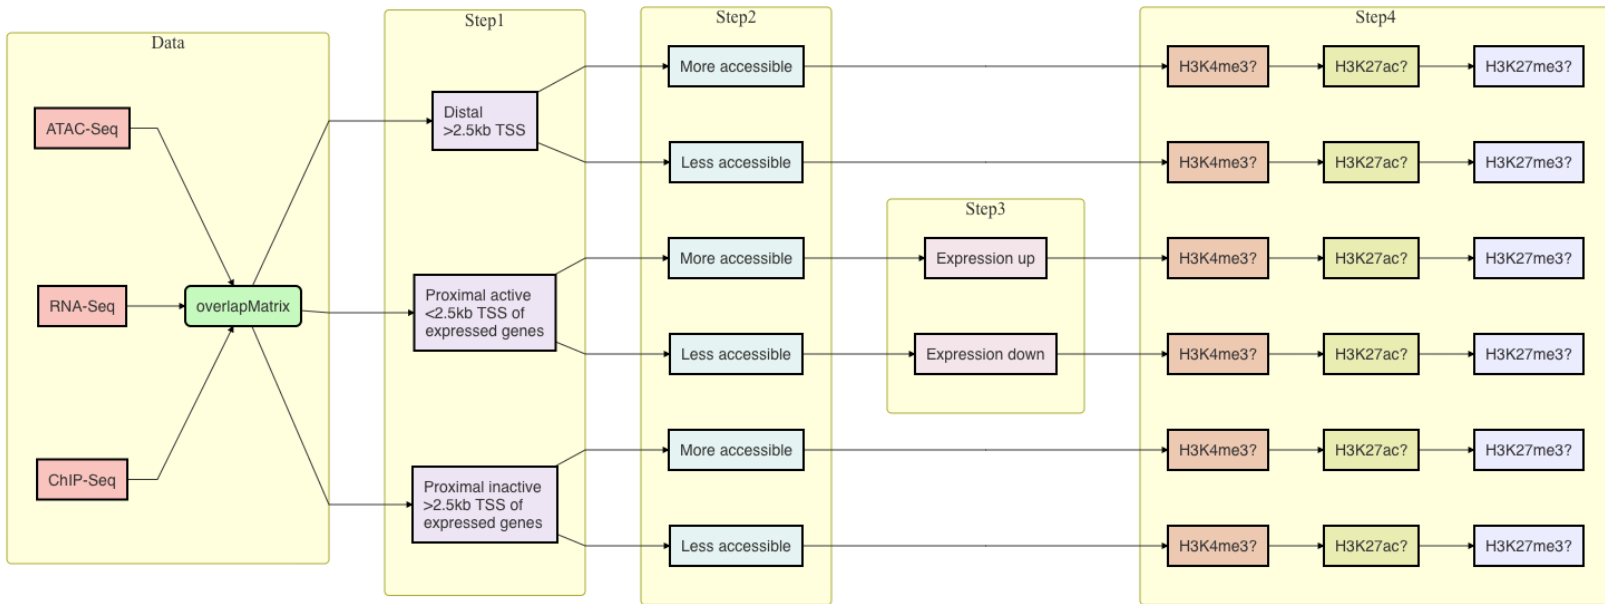 Data
ATAC-Seq
RNA-Seq
ChIP-Seq
overlapMatrix
Step1
Distal
>2.5kb TSS
Proximal active
<2.5kb TSS of
expressed genes
Proximal inactive
>2.5kb TSS of
expressed genes
Step2
More accessible
Less accessible
More accessible
Less accessible
More accessible
Less accessible
Step3
Expression up
Expression down
Step4
H3K4me3? H3K27ac? H3K27me3?
H3K4me3? H3K27ac? H3K27me3?
H3K4me3? H3K27ac? H3K27me3?
H3K4me3? H3K27ac? H3K27me3?
H3K4me3? H3K27ac? H3K27me3?
H3K4me3? H3K27ac? H3K27me3?